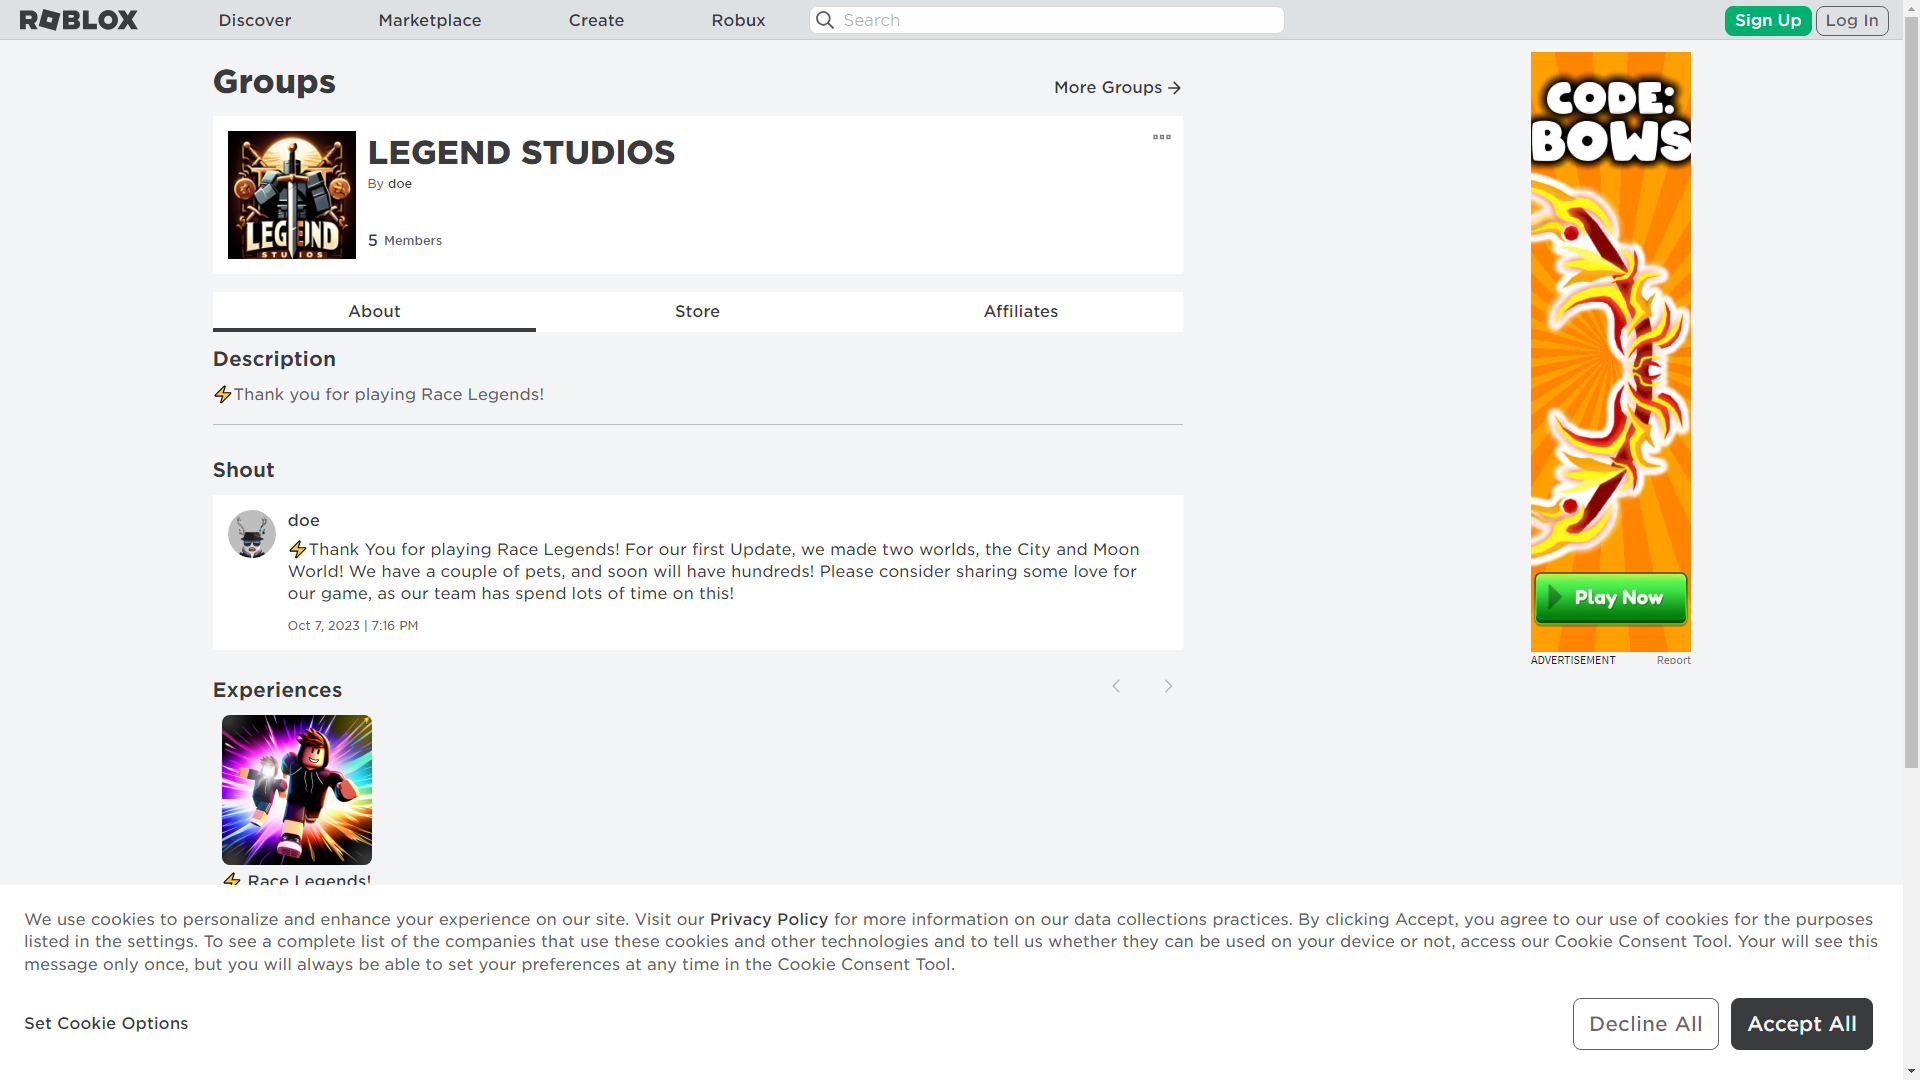 ROBLOX
Discover
Marketplace
Create
Robux
Search
Sign Up
Log In
Groups
More Groups
LEGEND STUDIOS
By doe
5 Members
LEGEND
STUDIOS
About
Store
Affiliates
Description
⚡Thank you for playing Race Legends!
Shout
doe
⚡Thank You for playing Race Legends! For our first Update, we made two worlds, the City and Moon
World! We have a couple of pets, and soon will have hundreds! Please consider sharing some love for
our game, as our team has spend lots of time on this!
Oct 7, 2023 | 7:16 PM
Experiences
⚡ Race Legends!
CODE:
BOWS
Play Now
ADVERTISEMENT
Report
We use cookies to personalize and enhance your experience on our site. Visit our Privacy Policy for more information on our data collections practices. By clicking Accept, you agree to our use of cookies for the purposes
listed in the settings. To see a complete list of the companies that use these cookies and other technologies and to tell us whether they can be used on your device or not, access our Cookie Consent Tool. Your will see this
message only once, but you will always be able to set your preferences at any time in the Cookie Consent Tool.
Set Cookie Options
Decline All
Accept All